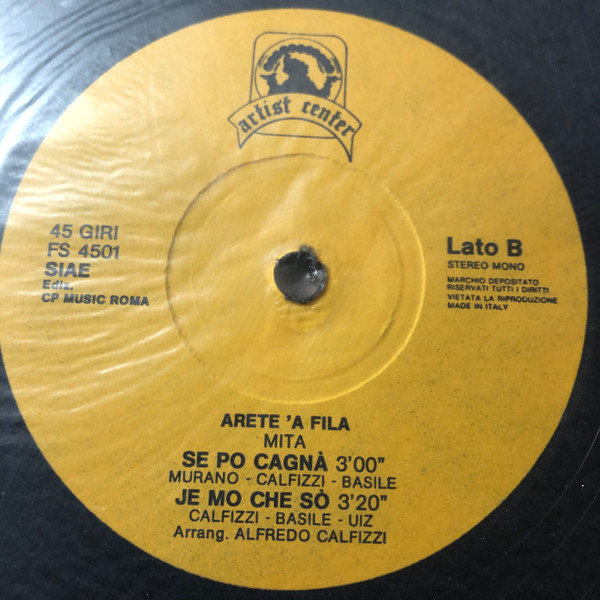 artist center
45 GIRI
FS 4501
SIAE
Ediz.
CP MUSIC ROMA
Lato B
STEREO MONO
MARCHIO DEPOSITATO
RISERVATI TUTTI I DIRITTI
VIETATA LA RIPRODUZIONE
MADE IN ITALY
ARETE 'A FILA
MITA
SE PO CAGNÀ 3'00"
MURANO - CALFIZZI - BASILE
JE MO CHE SÒ 3'20"
CALFIZZI - BASILE - UIZ
Arrang. ALFREDO CALFIZZI